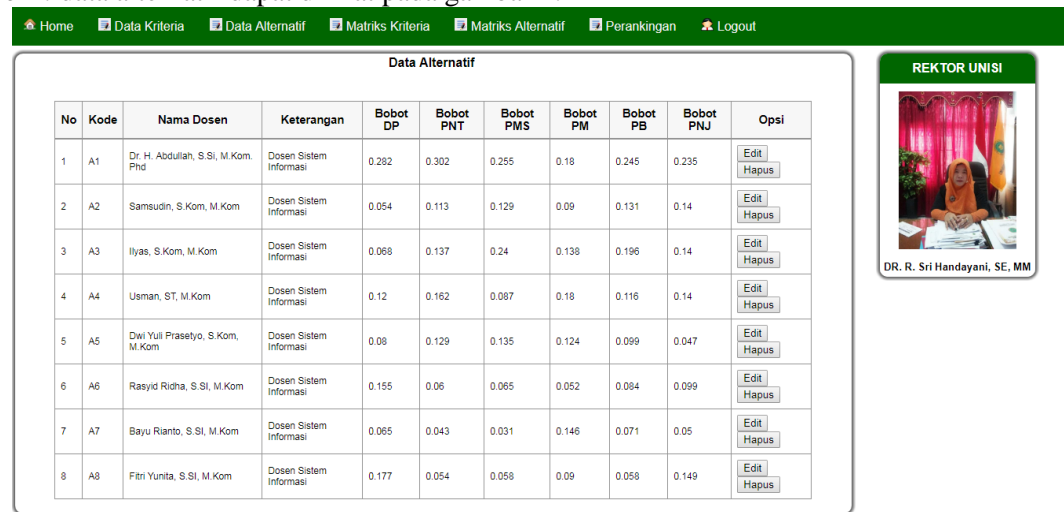 Home Data Kriteria Data Alternatif Matriks Kriteria Matriks Alternatif Perankingan Logout
Data Alternatif
No Kode Nama Dosen Keterangan Bobot DP Bobot PNT Bobot PMS Bobot PM Bobot PB Bobot PNJ Opsi
1 A1 Dr. H. Abdullah, S.Si, M.Kom. Phd Dosen Sistem Informasi 0.282 0.302 0.255 0.18 0.245 0.235 Edit Hapus
2 A2 Samsudin, S.Kom, M.Kom Dosen Sistem Informasi 0.054 0.113 0.129 0.09 0.131 0.14 Edit Hapus
3 A3 Ilyas, S.Kom, M.Kom Dosen Sistem Informasi 0.068 0.137 0.24 0.138 0.196 0.14 Edit Hapus
4 A4 Usman, ST, M.Kom Dosen Sistem Informasi 0.12 0.162 0.087 0.18 0.116 0.14 Edit Hapus
5 A5 Dwi Yuli Prasetyo, S.Kom, M.Kom Dosen Sistem Informasi 0.08 0.129 0.135 0.124 0.099 0.047 Edit Hapus
6 A6 Rasyid Ridha, S.SI, M.Kom Dosen Sistem Informasi 0.155 0.06 0.065 0.052 0.084 0.099 Edit Hapus
7 A7 Bayu Rianto, S.SI, M.Kom Dosen Sistem Informasi 0.065 0.043 0.031 0.146 0.071 0.05 Edit Hapus
8 A8 Fitri Yunita, S.SI, M.Kom Dosen Sistem Informasi 0.177 0.054 0.058 0.09 0.058 0.149 Edit Hapus
REKTOR UNISI
DR. R. Sri Handayani, SE, MM